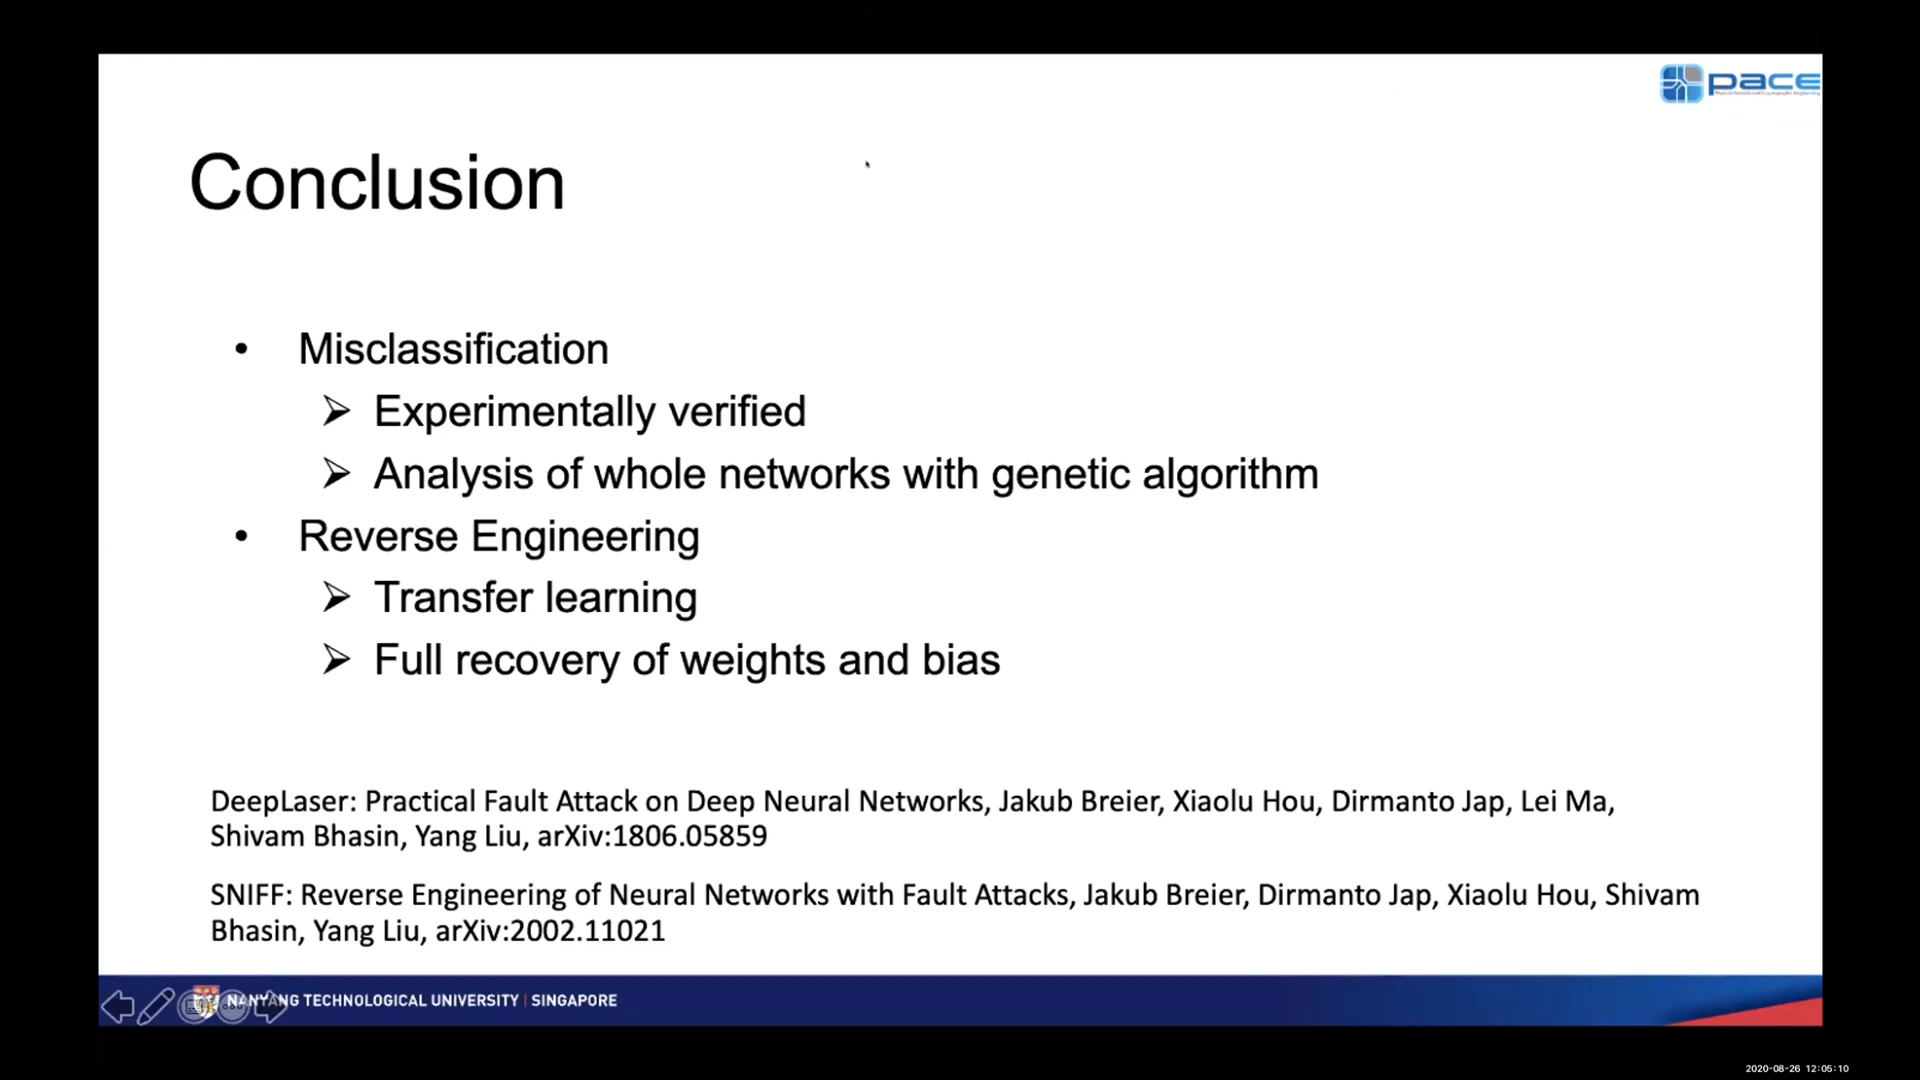 pace
Conclusion
• Misclassification
➢ Experimentally verified
➢ Analysis of whole networks with genetic algorithm
• Reverse Engineering
➢ Transfer learning
➢ Full recovery of weights and bias
DeepLaser: Practical Fault Attack on Deep Neural Networks, Jakub Breier, Xiaolu Hou, Dirmanto Jap, Lei Ma,
Shivam Bhasin, Yang Liu, arXiv:1806.05859
SNIFF: Reverse Engineering of Neural Networks with Fault Attacks, Jakub Breier, Dirmanto Jap, Xiaolu Hou, Shivam
Bhasin, Yang Liu, arXiv:2002.11021
NANYANG TECHNOLOGICAL UNIVERSITY | SINGAPORE
2020-08-26 12:05:10